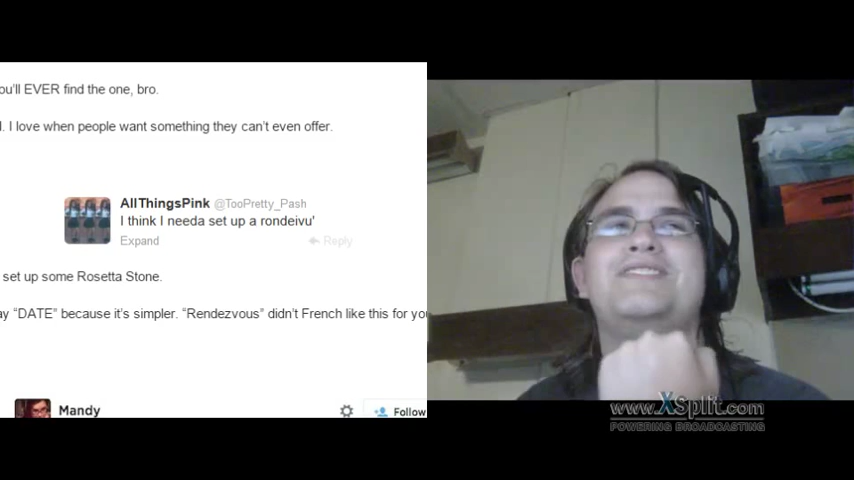 ou'll EVER find the one, bro.
. I love when people want something they can't even offer.
AllThingsPink @TooPretty_Pash
I think I needa set up a rondeivu'
Expand Reply
set up some Rosetta Stone.
ay “DATE” because it's simpler. “Rendezvous” didn't French like this for you
Mandy Follow
www.XSplit.com
POWERING BROADCASTING